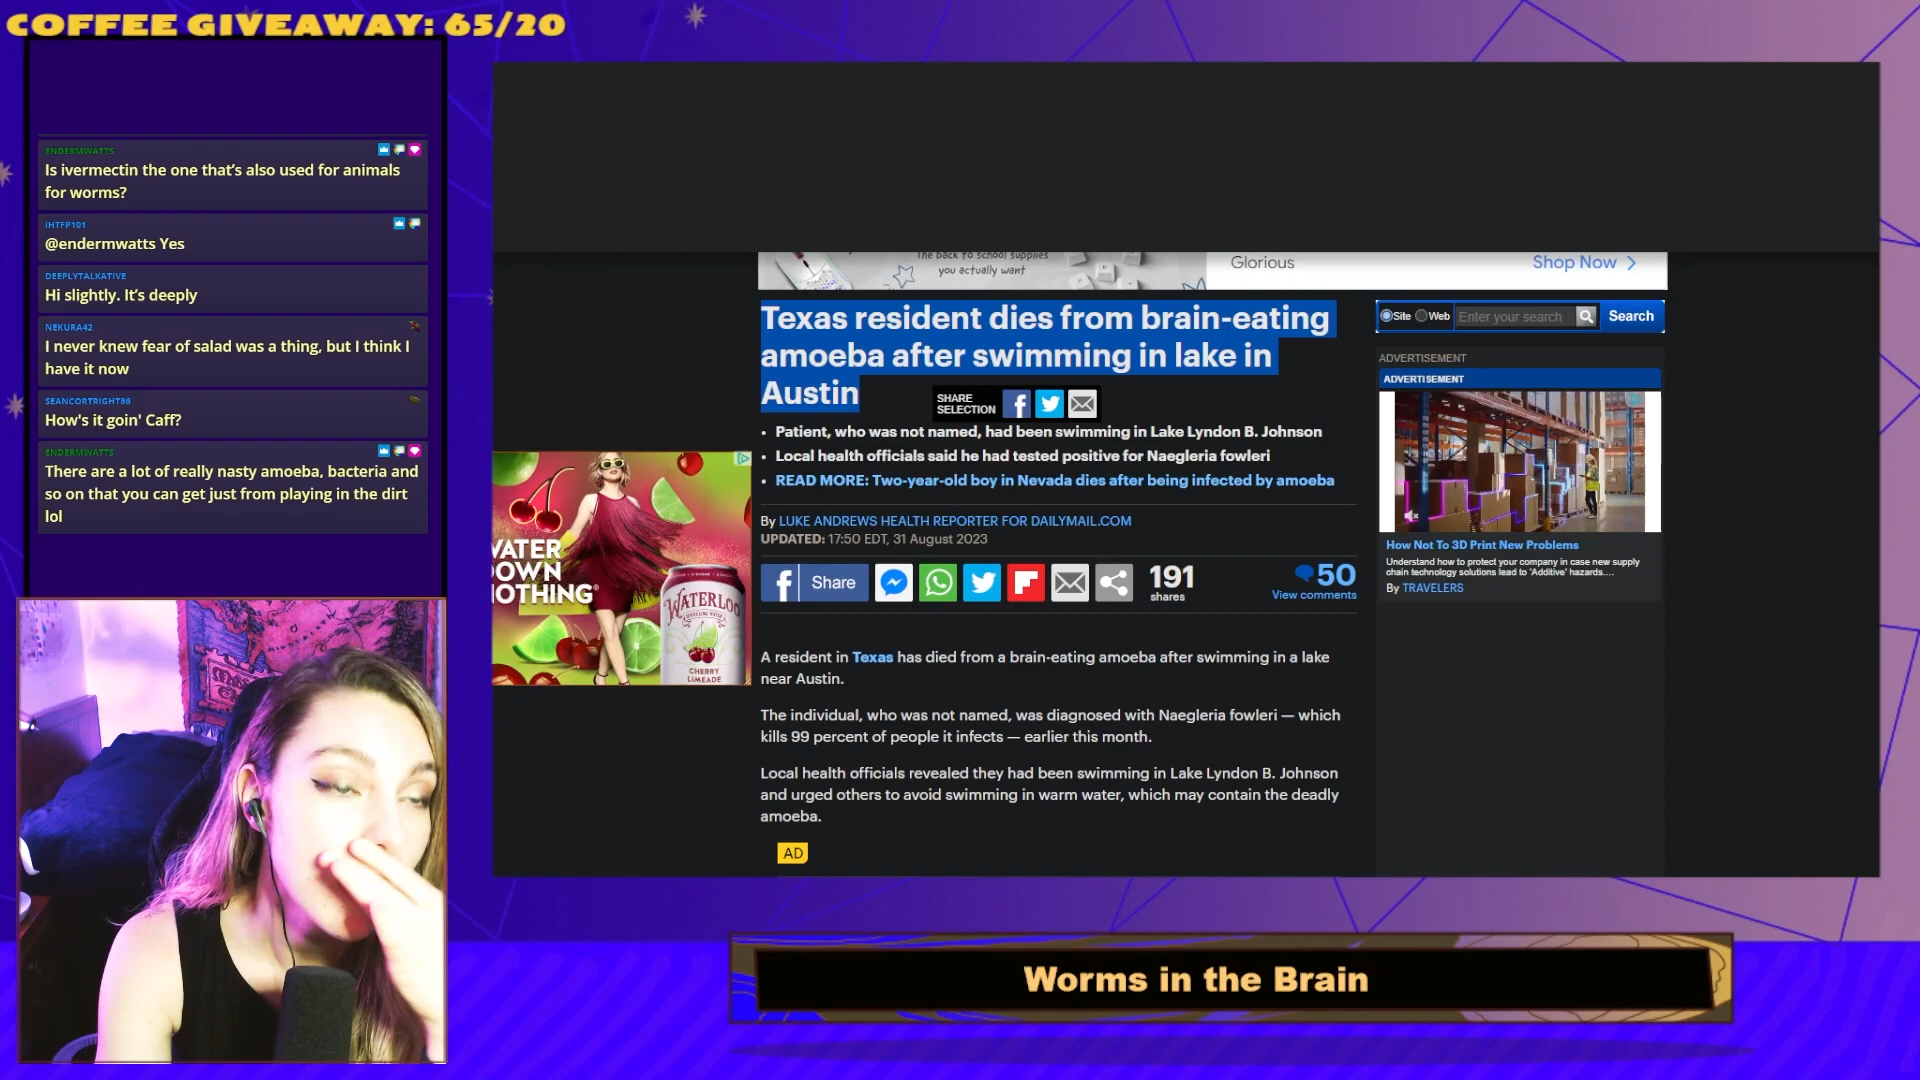 COFFEE GIVEAWAY: 65/20
ENDERMWATTS
Is ivermectin the one that's also used for animals
for worms?
IHTFP101
@endermwatts Yes
DEEPLYTALKATIVE
Hi slightly. It's deeply
NEKURA42
I never knew fear of salad was a thing, but I think I
have it now
SEANCORTRIGHT86
How's it goin' Caff?
ENDERMWATTS
There are a lot of really nasty amoeba, bacteria and
so on that you can get just from playing in the dirt
lol
The back to school supplies
you actually want
Glorious
Shop Now
Texas resident dies from brain-eating
amoeba after swimming in lake in
Austin
SHARE
SELECTION
• Patient, who was not named, had been swimming in Lake Lyndon B. Johnson
• Local health officials said he had tested positive for Naegleria fowleri
• READ MORE: Two-year-old boy in Nevada dies after being infected by amoeba
By LUKE ANDREWS HEALTH REPORTER FOR DAILYMAIL.COM
UPDATED: 17:50 EDT, 31 August 2023
Share
191
shares
50
View comments
A resident in Texas has died from a brain-eating amoeba after swimming in a lake
near Austin.
The individual, who was not named, was diagnosed with Naegleria fowleri — which
kills 99 percent of people it infects — earlier this month.
Local health officials revealed they had been swimming in Lake Lyndon B. Johnson
and urged others to avoid swimming in warm water, which may contain the deadly
amoeba.
AD
Site Web Enter your search Search
ADVERTISEMENT
ADVERTISEMENT
How Not To 3D Print New Problems
Understand how to protect your company in case new supply
chain technology solutions lead to 'Additive' hazards....
By TRAVELERS
WATER
DOWN
NOTHING®
WATERLOO
CHERRY
LIMEADE
Worms in the Brain